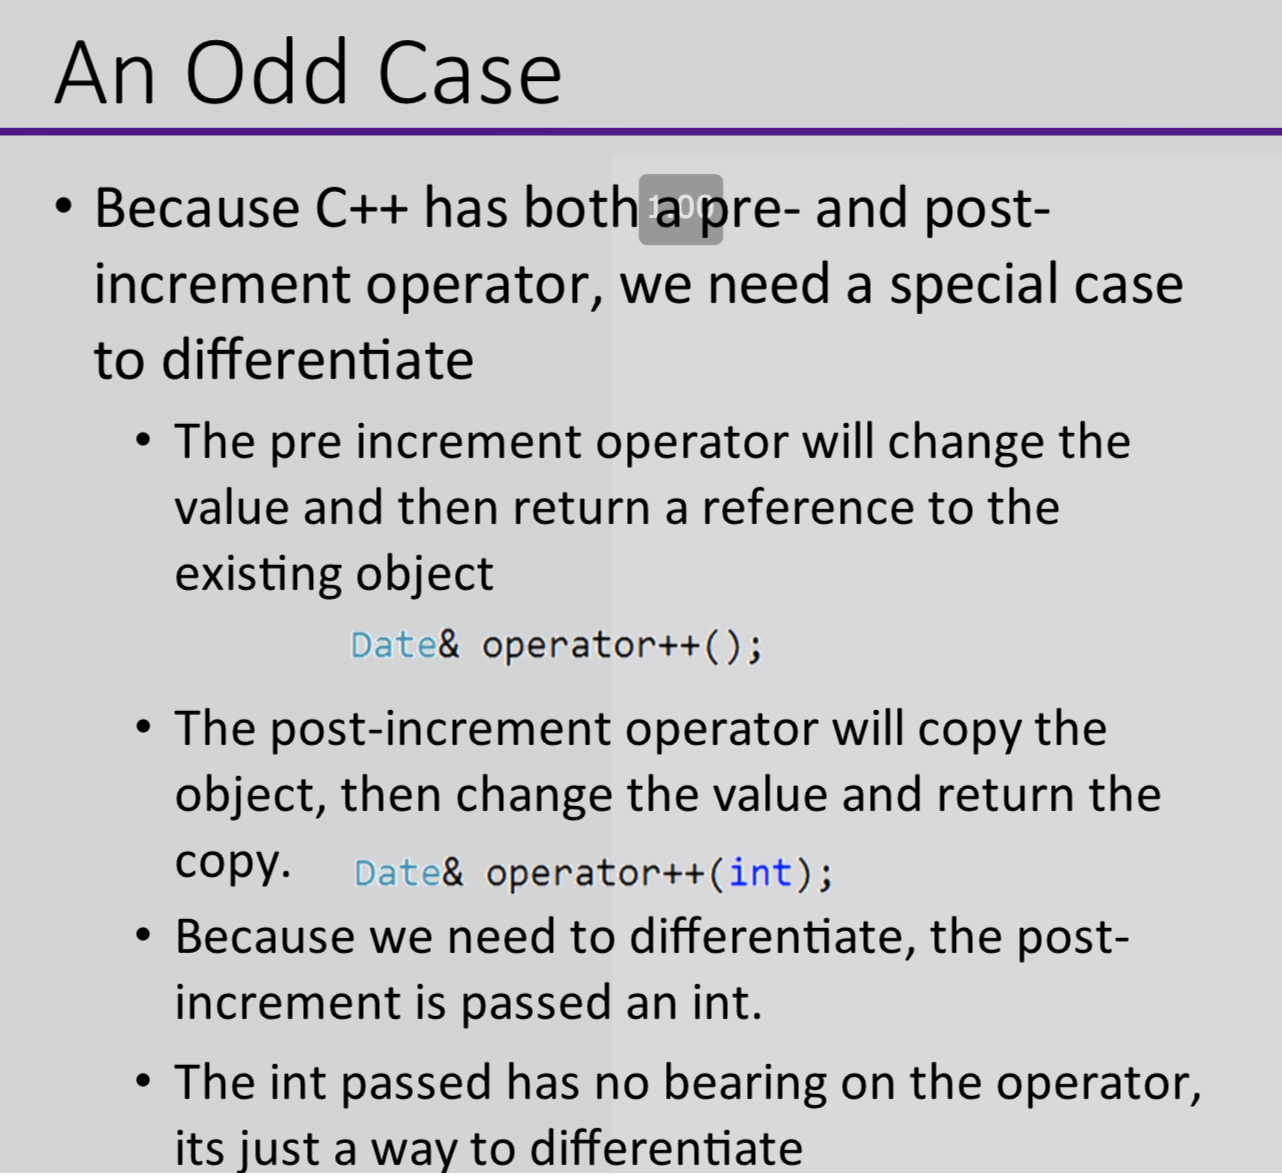 An Odd Case
• Because C++ has both a pre- and post-
increment operator, we need a special case
to differentiate
• The pre increment operator will change the
value and then return a reference to the
existing object
Date& operator++();
• The post-increment operator will copy the
object, then change the value and return the
copy. Date& operator++(int);
• Because we need to differentiate, the post-
increment is passed an int.
• The int passed has no bearing on the operator,
its just a way to differentiate